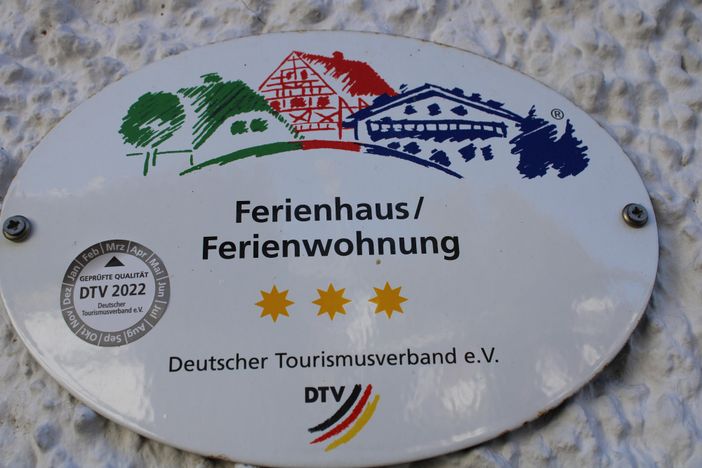 ®
Ferienhaus/
Ferienwohnung
Jan | Feb | Mrz | Apr | Mai | Jun | Jul | Aug | Sep | Okt | Nov | Dez
GEPRÜFTE QUALITÄT
DTV 2022
Deutscher
Tourismusverband e.V.
Deutscher Tourismusverband e.V.
DTV